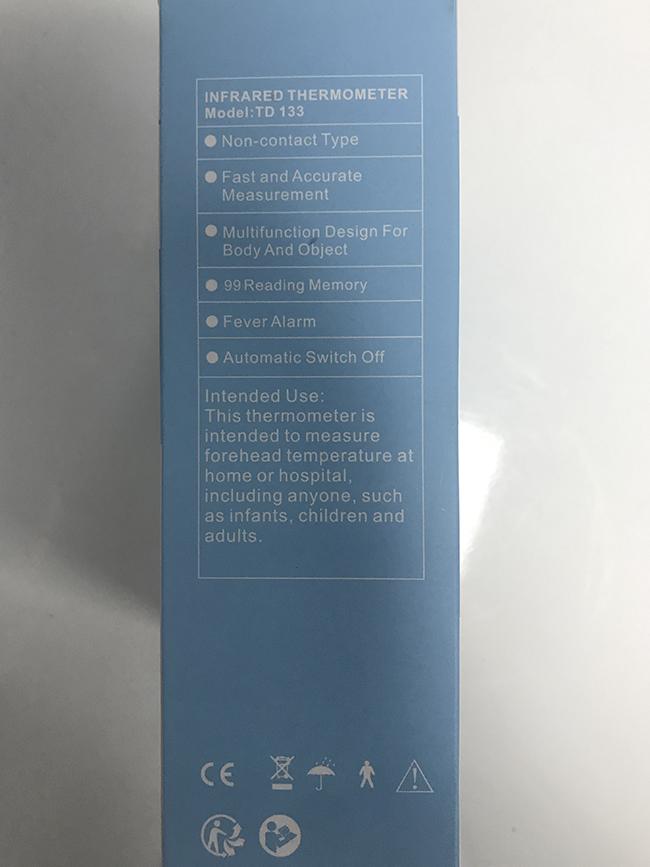 INFRARED THERMOMETER
Model:TD 133
Non-contact Type
Fast and Accurate
Measurement
Multifunction Design For
Body And Object
99 Reading Memory
Fever Alarm
Automatic Switch Off
Intended Use:
This thermometer is
intended to measure
forehead temperature at
home or hospital,
including anyone, such
as infants, children and
adults.
CE